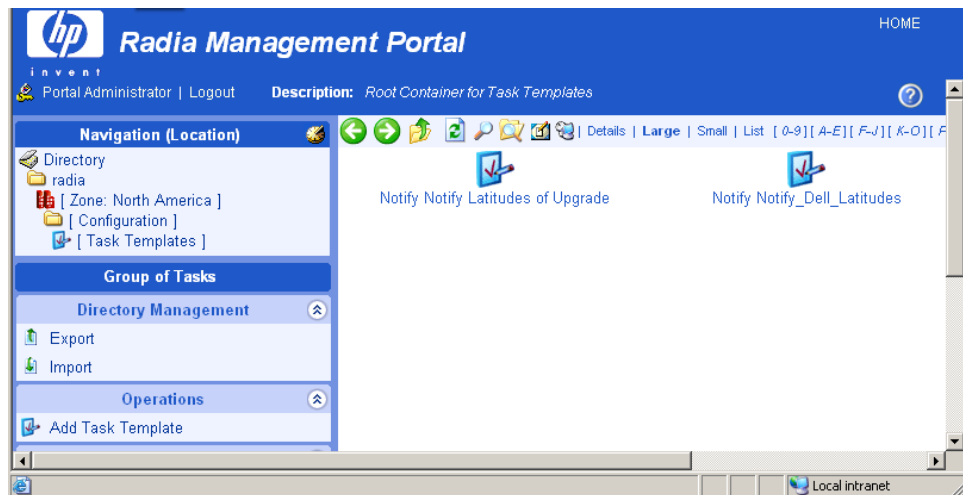 HOME
hp
Radia Management Portal
invent
Portal Administrator | Logout Description: Root Container for Task Templates
?
Navigation (Location)
| Details | Large | Small | List [0-9][A-E][F-J][K-O][
Directory
radia
[ Zone: North America ]
[ Configuration ]
[ Task Templates ]
Notify Notify Latitudes of Upgrade
Notify Notify_Dell_Latitudes
Group of Tasks
Directory Management
Export
Import
Operations
Add Task Template
Local intranet